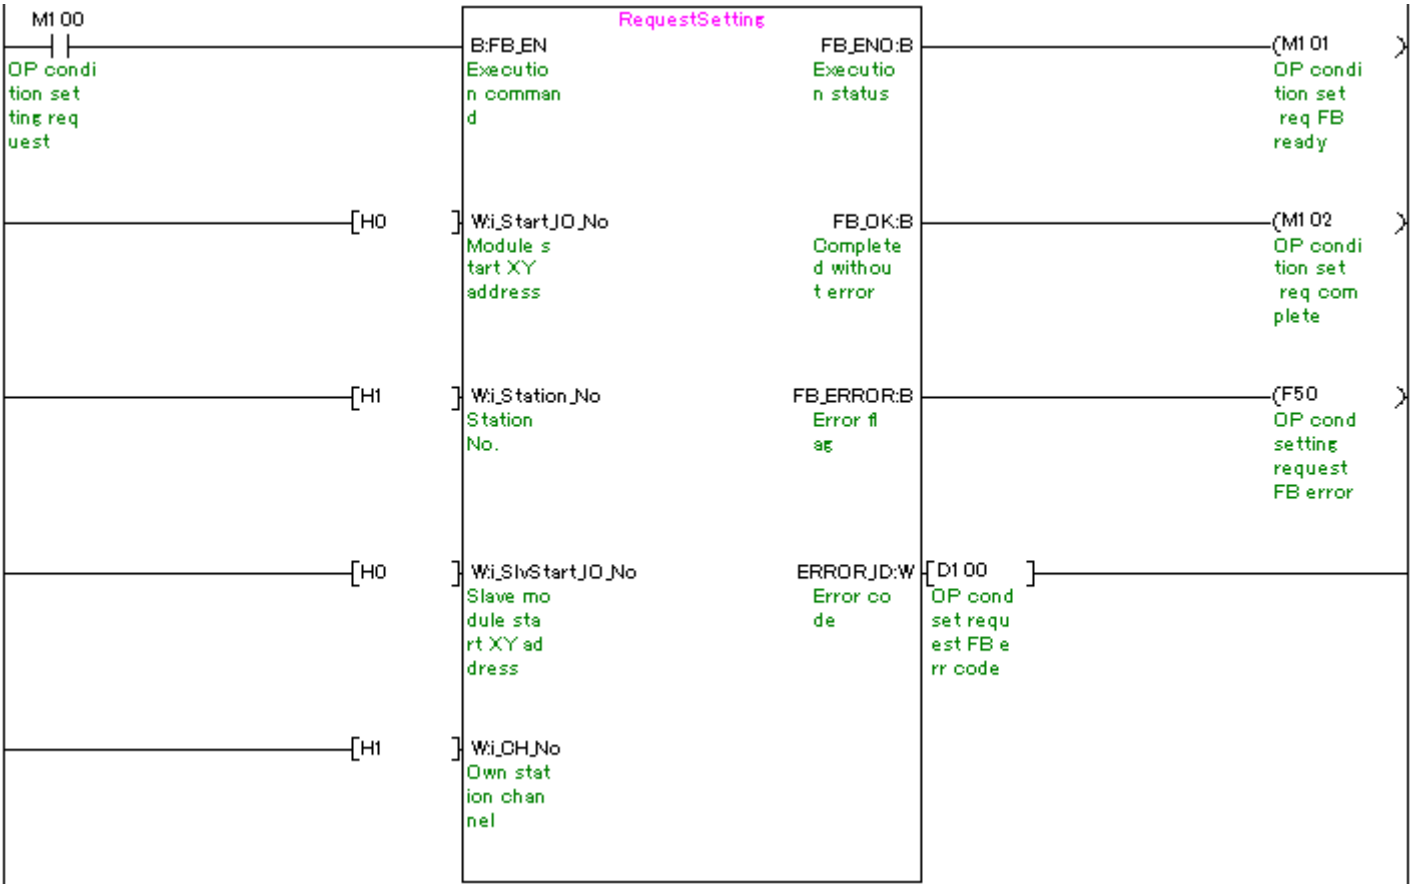 M100
RequestSetting
B:FB_EN
FB_ENO:B
(M101 )
OP condi
tion set
ting req
uest
Executio
n comman
d
Executio
n status
OP condi
tion set
req FB
ready
[H0 ]
W:i_Start_IO_No
FB_OK:B
(M102 )
Module s
tart XY
address
Complete
d withou
t error
OP condi
tion set
req com
plete
[H1 ]
W:i_Station_No
FB_ERROR:B
(F50 )
Station
No.
Error fl
ag
OP cond
setting
request
FB error
[H0 ]
W:i_SlvStart_IO_No
ERROR_ID:W
[D100 ]
Slave mo
dule sta
rt XY ad
dress
Error co
de
OP cond
set requ
est FB e
rr code
[H1 ]
W:i_CH_No
Own stat
ion chan
nel